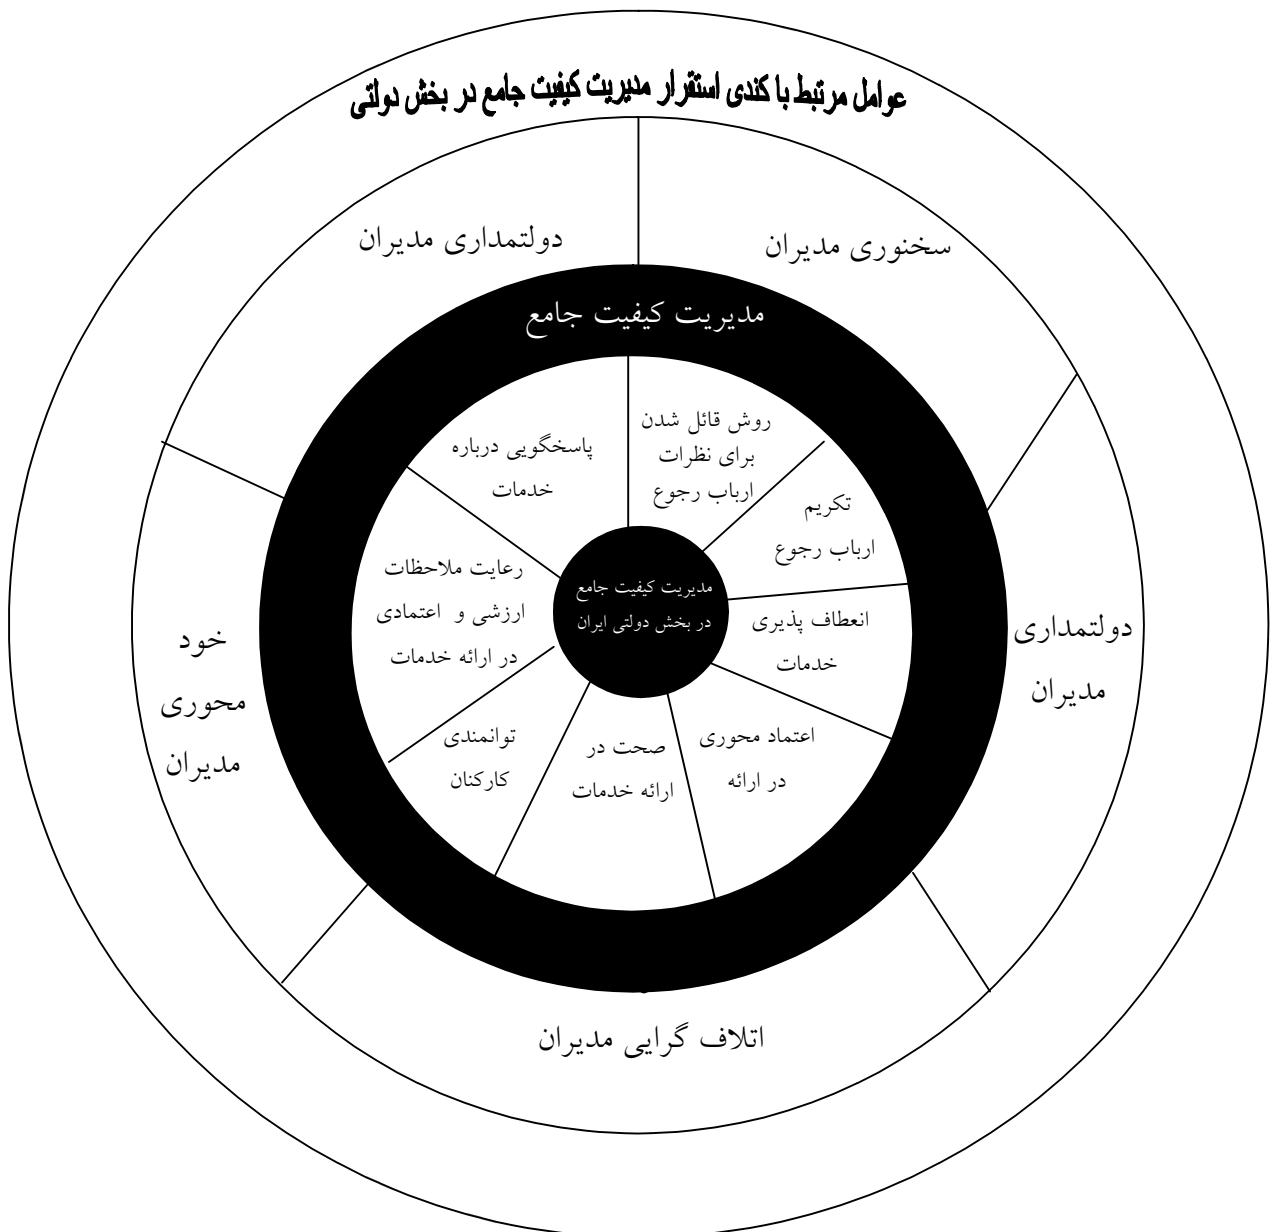 عوامل مرتبط با کندی استقرار مدیریت کیفیت جامع در بخش دولتی
سخنوری مدیران
دولتمداری مدیران
دولتمداری
مدیران
اتلاف گرایی مدیران
خود
محوری
مدیران
مدیریت کیفیت جامع
روش قائل شدن
برای نظرات
ارباب رجوع
تکریم
ارباب رجوع
انعطاف پذیری
خدمات
اعتماد محوری
در ارائه
صحت در
ارائه خدمات
توانمندی
کارکنان
رعایت ملاحظات
ارزشی و اعتمادی
در ارائه خدمات
پاسخگویی درباره
خدمات
مدیریت کیفیت جامع
در بخش دولتی ایران